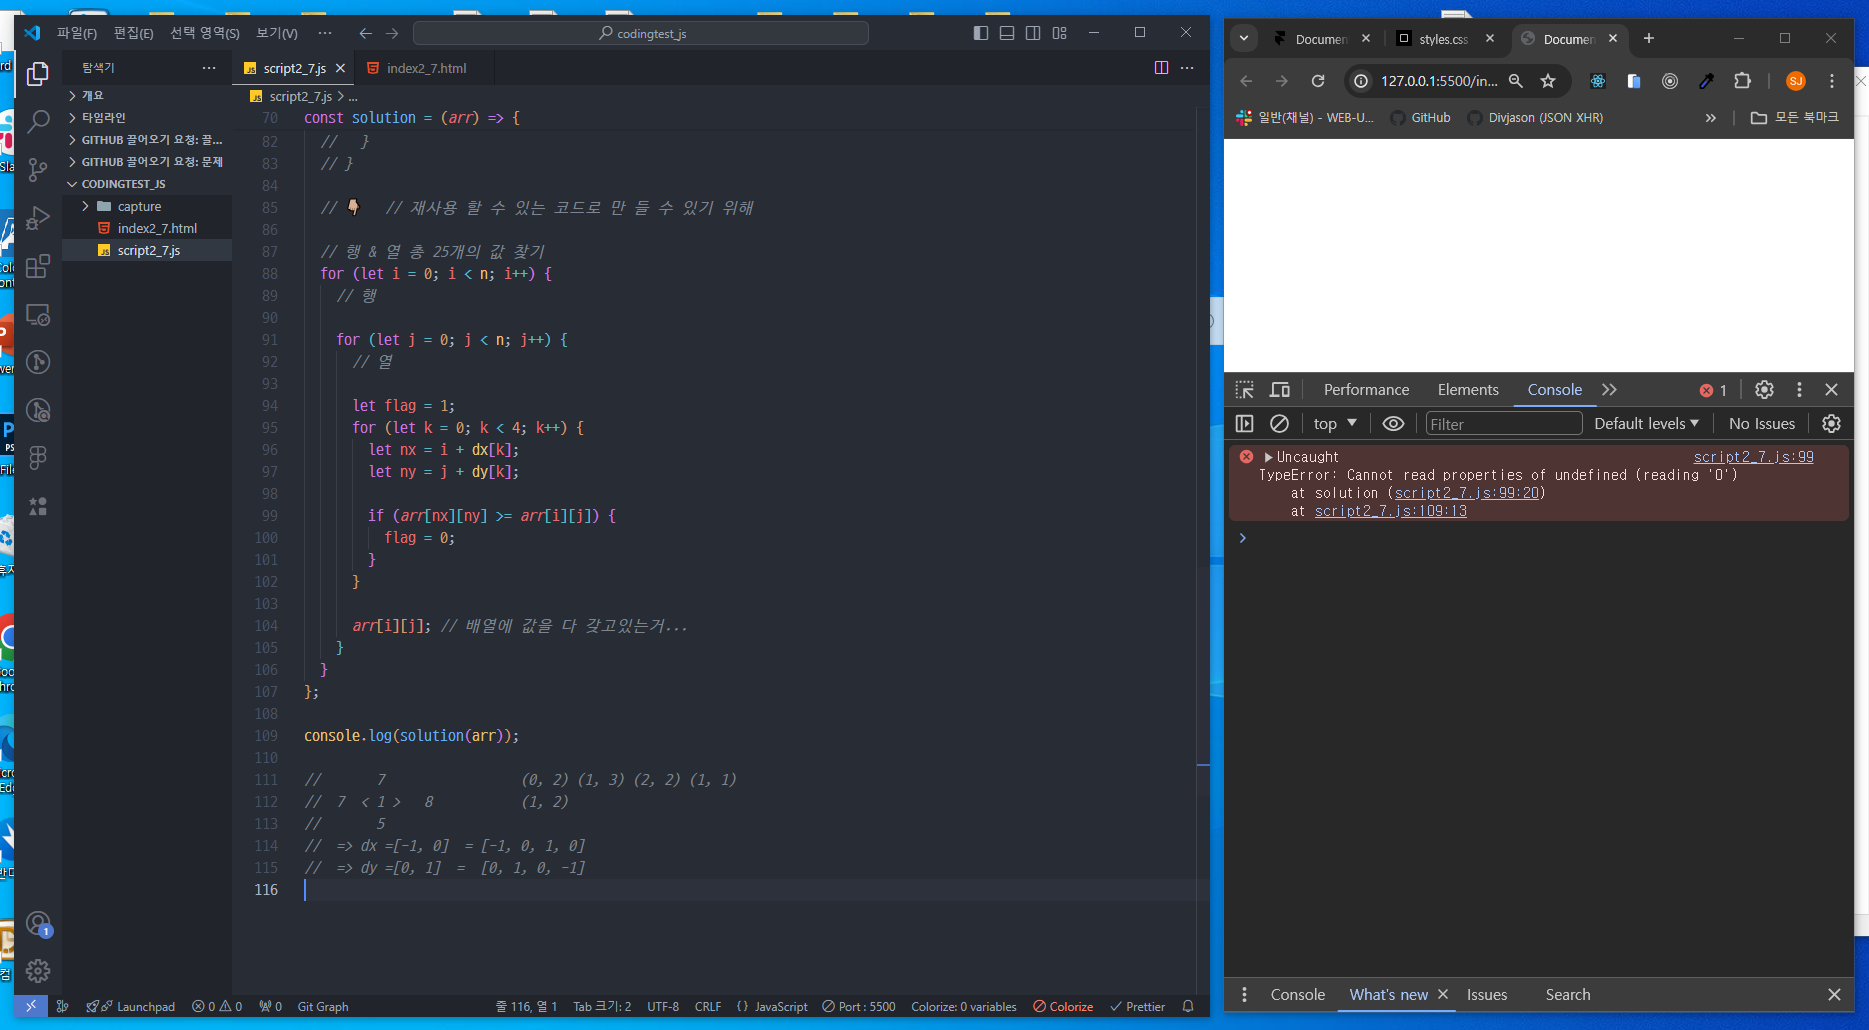 파일(F) 편집(E) 선택 영역(S) 보기(V) ··· codingtest_js
탐색기 ···
개요
타임라인
GITHUB 끌어오기 요청: 끌...
GITHUB 끌어오기 요청: 문제
CODINGTEST_JS
capture
index2_7.html
JS script2_7.js
JS script2_7.js index2_7.html ···
JS script2_7.js > ...
70 const solution = (arr) => {
82 //   }
83 // }
84
85 // 👇🏼   // 재사용 할 수 있는 코드로 만 들 수 있기 위해
86
87 // 행 & 열 총 25개의 값 찾기
88 for (let i = 0; i < n; i++) {
89 // 행
90
91 for (let j = 0; j < n; j++) {
92 // 열
93
94 let flag = 1;
95 for (let k = 0; k < 4; k++) {
96 let nx = i + dx[k];
97 let ny = j + dy[k];
98
99 if (arr[nx][ny] >= arr[i][j]) {
100 flag = 0;
101 }
102 }
103
104 arr[i][j]; // 배열에 값을 다 갖고있는거...
105 }
106 }
107 };
108
109 console.log(solution(arr));
110
111 //       7                 (0, 2) (1, 3) (2, 2) (1, 1)
112 //  7  < 1 >   8           (1, 2)
113 //       5
114 //  => dx =[-1, 0]  = [-1, 0, 1, 0]
115 //  => dy =[0, 1]  =  [0, 1, 0, -1]
116
1
Launchpad 0 0 0 Git Graph 줄 116, 열 1 Tab 크기: 2 UTF-8 CRLF {} JavaScript Port : 5500 Colorize: 0 variables Colorize Prettier
Documen styles.css Documen
127.0.0.1:5500/in... SJ
일반(채널) - WEB-U... GitHub Divjason (JSON XHR) » 모든 북마크
Performance Elements Console 1
top Filter Default levels No Issues
Uncaught script2_7.js:99
TypeError: Cannot read properties of undefined (reading '0')
at solution (script2_7.js:99:20)
at script2_7.js:109:13
Console What's new Issues Search